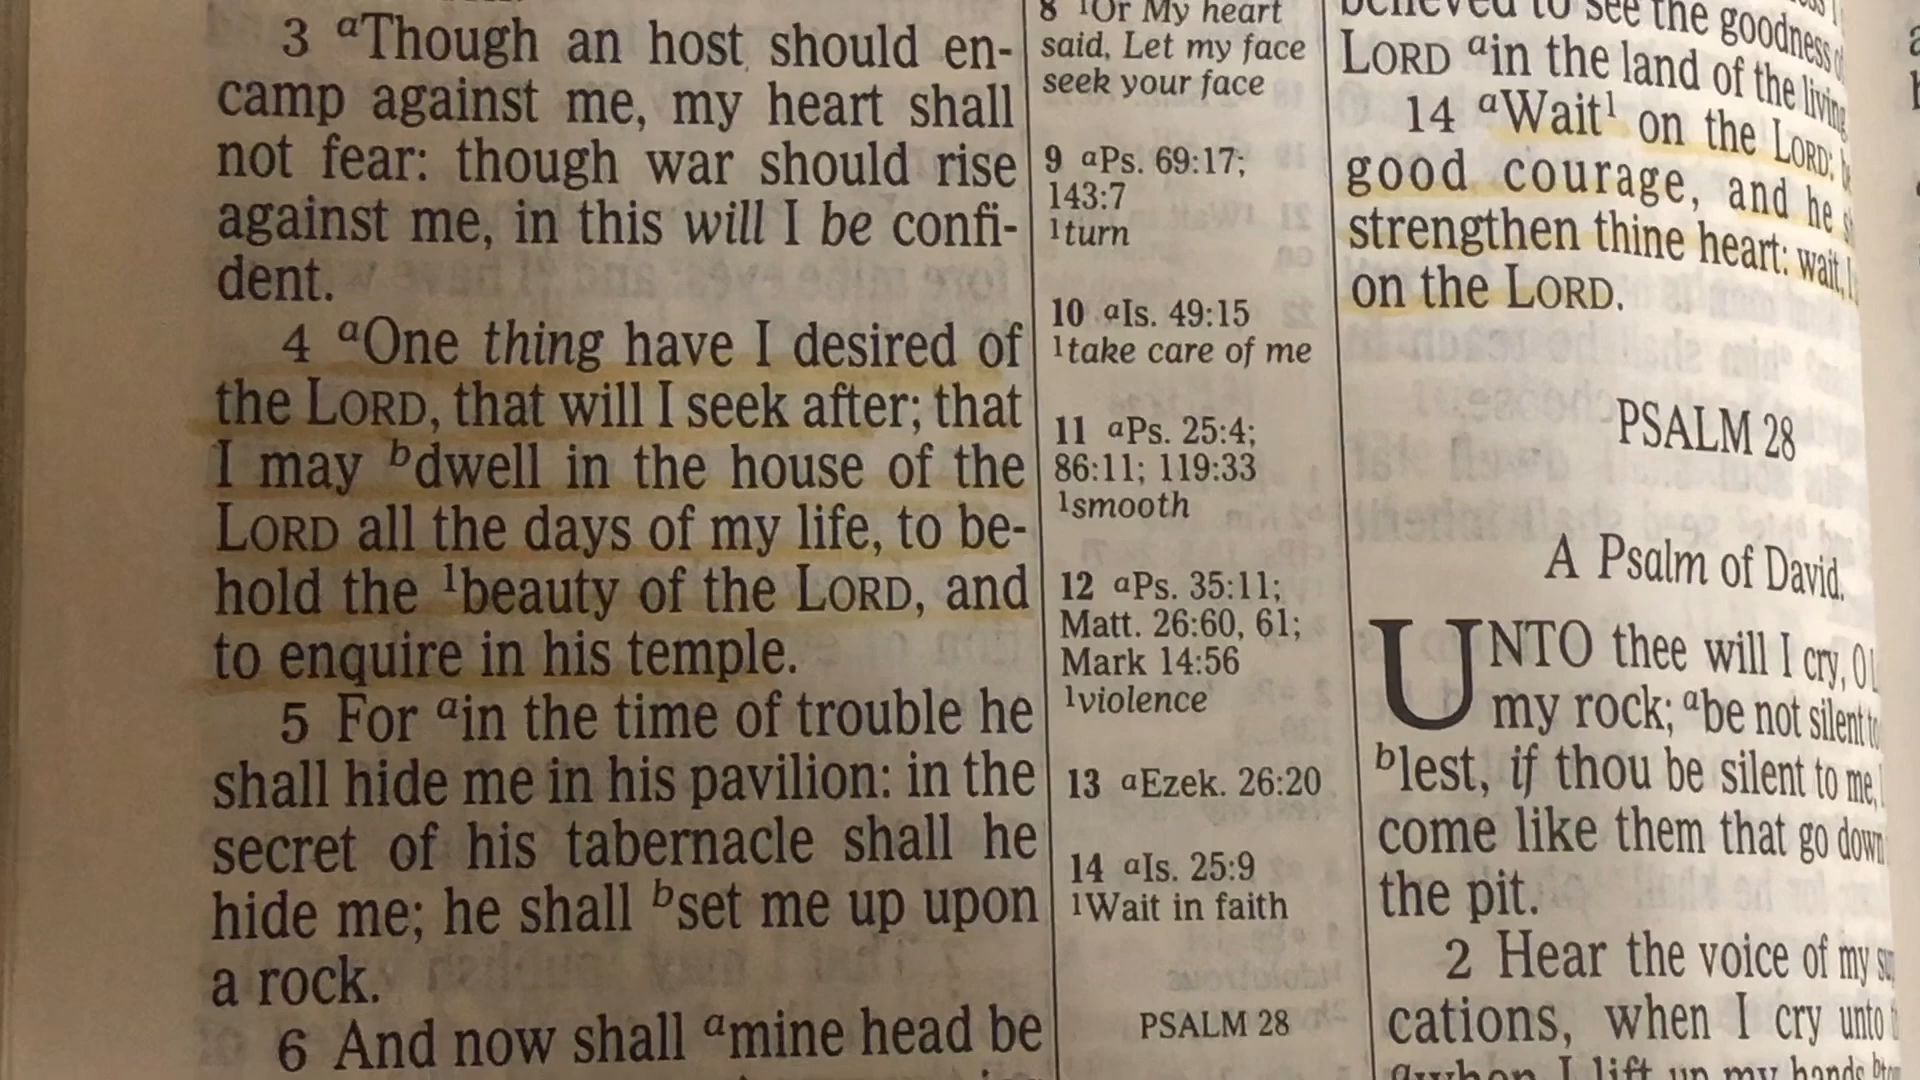 3 aThough an host should en-
camp against me, my heart shall
not fear: though war should rise
against me, in this will I be confi-
dent.
4 aOne thing have I desired of
the LORD, that will I seek after; that
I may bdwell in the house of the
LORD all the days of my life, to be-
hold the 1beauty of the LORD, and
to enquire in his temple.
5 For ain the time of trouble he
shall hide me in his pavilion: in the
secret of his tabernacle shall he
hide me; he shall bset me up upon
a rock.
6 And now shall amine head be
8 1Or My heart
said, Let my face
seek your face
9 aPs. 69:17;
143:7
1turn
10 aIs. 49:15
1take care of me
11 aPs. 25:4;
86:11; 119:33
1smooth
12 aPs. 35:11;
Matt. 26:60, 61;
Mark 14:56
1violence
13 aEzek. 26:20
14 aIs. 25:9
1Wait in faith
PSALM 28
believed to see the goodness
LORD ain the land of the living
14 aWait1 on the LORD:
good courage, and he
strengthen thine heart: wait,
on the LORD.
PSALM 28
A Psalm of David.
UNTO thee will I cry, O
my rock; abe not silent
blest, if thou be silent to me,
come like them that go down
the pit.
2 Hear the voice of my
cations, when I cry unto
awhen I lift up my hands